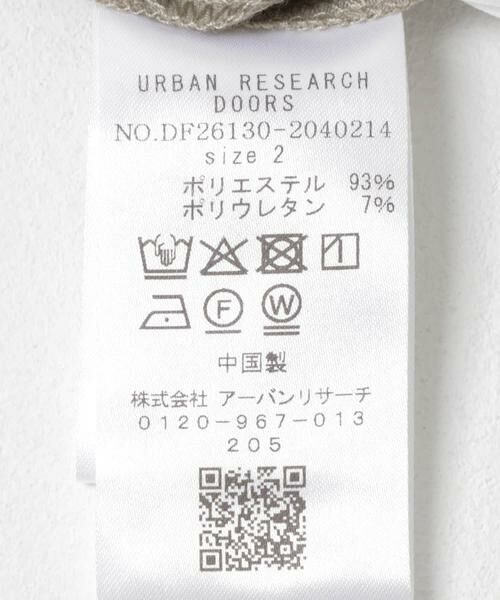 URBAN RESEARCH
DOORS
NO.DF26130-2040214
size 2
ポリエステル 93%
ポリウレタン 7%
F W
中国製
株式会社 アーバンリサーチ
0120-967-013
205